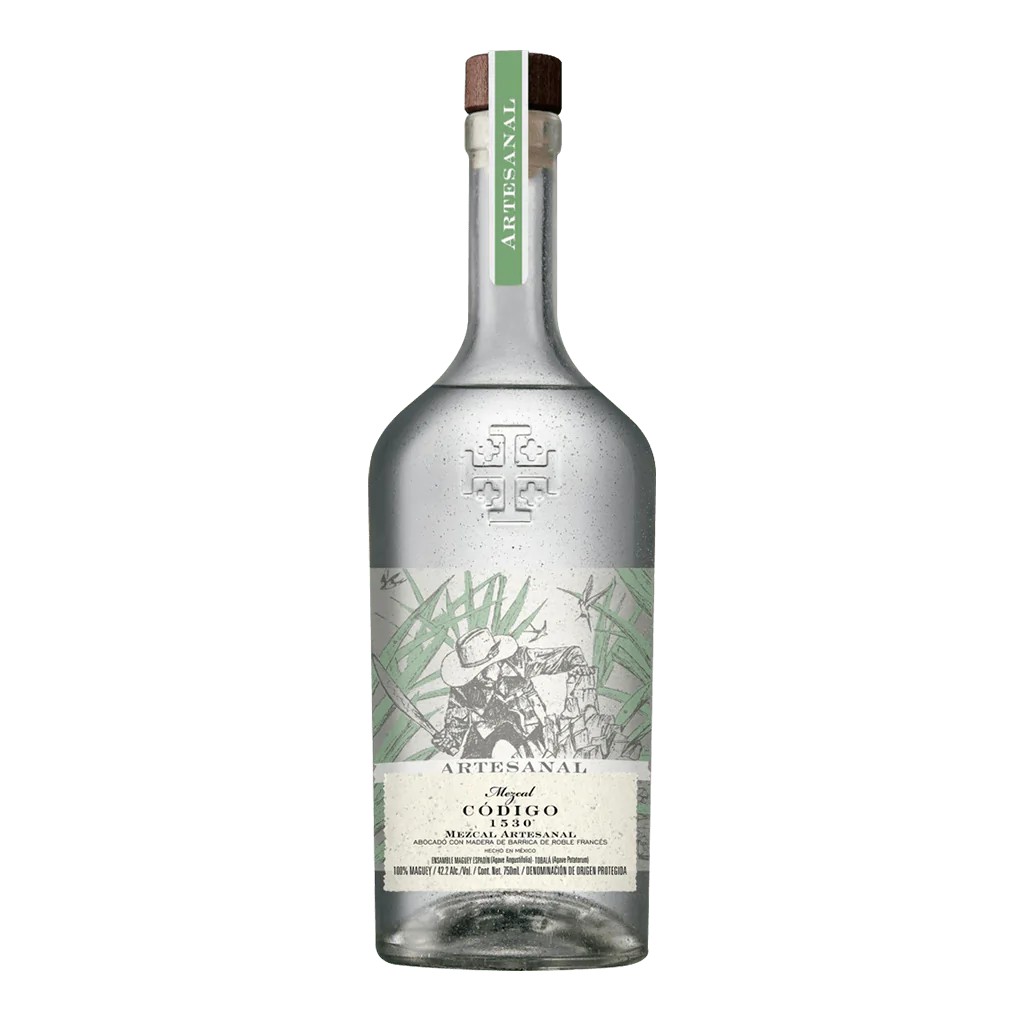 ARTESANAL
ARTESANAL
Mezcal
CÓDIGO
1530
MEZCAL ARTESANAL
ABOCADO CON MADERA DE BARRICA DE ROBLE FRANCÉS
HECHO EN MÉXICO
ENSAMBLE MAGUEY ESPADÍN (Agave Angustifolia) - TOBALÁ (Agave Potatorum)
100% MAGUEY / 42.2 Alc./Vol. / Cont. Net. 750ml. / DENOMINACIÓN DE ORIGEN PROTEGIDA